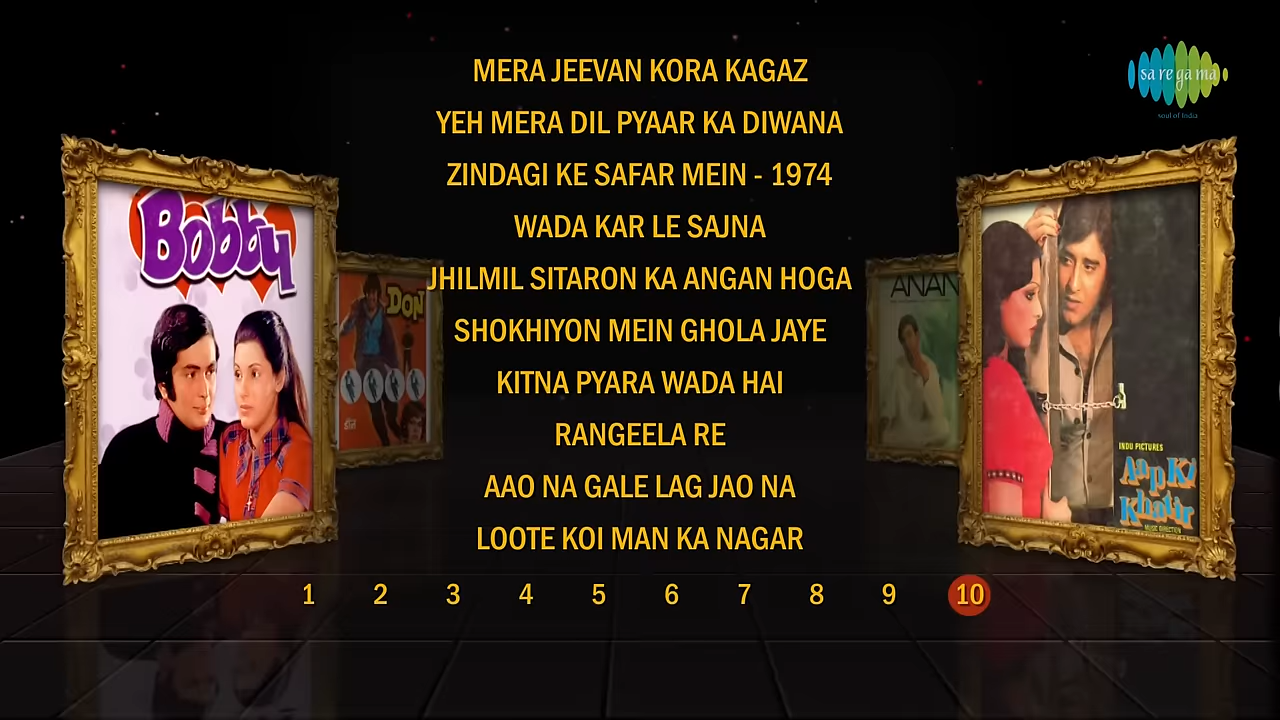 sa re ga ma
soul of India
MERA JEEVAN KORA KAGAZ
YEH MERA DIL PYAAR KA DIWANA
ZINDAGI KE SAFAR MEIN - 1974
WADA KAR LE SAJNA
JHILMIL SITARON KA ANGAN HOGA
SHOKHIYON MEIN GHOLA JAYE
KITNA PYARA WADA HAI
RANGEELA RE
AAO NA GALE LAG JAO NA
LOOTE KOI MAN KA NAGAR
1 2 3 4 5 6 7 8 9 10
Bobby
DON
ANAN
INDU PICTURES
Aap Ki
Khatir